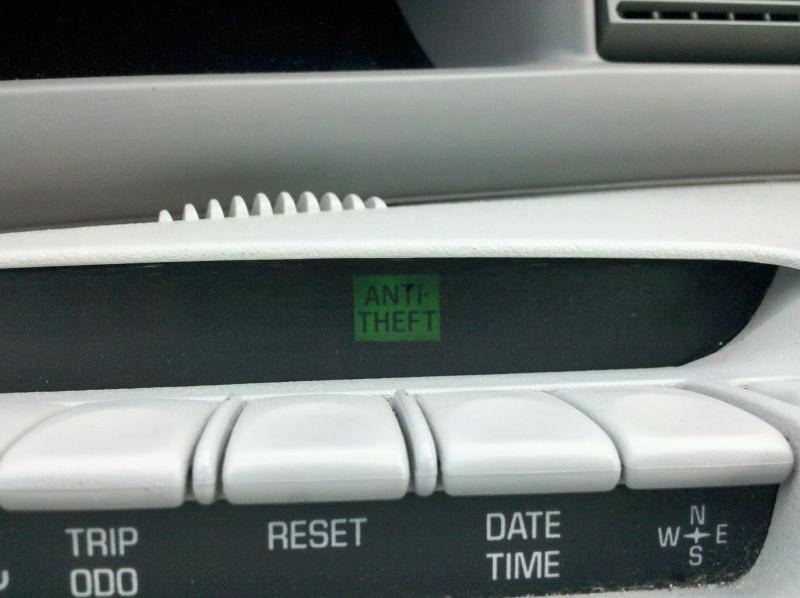 ANTI-
THEFT
TRIP
ODO
RESET
DATE
TIME
N
W E
S